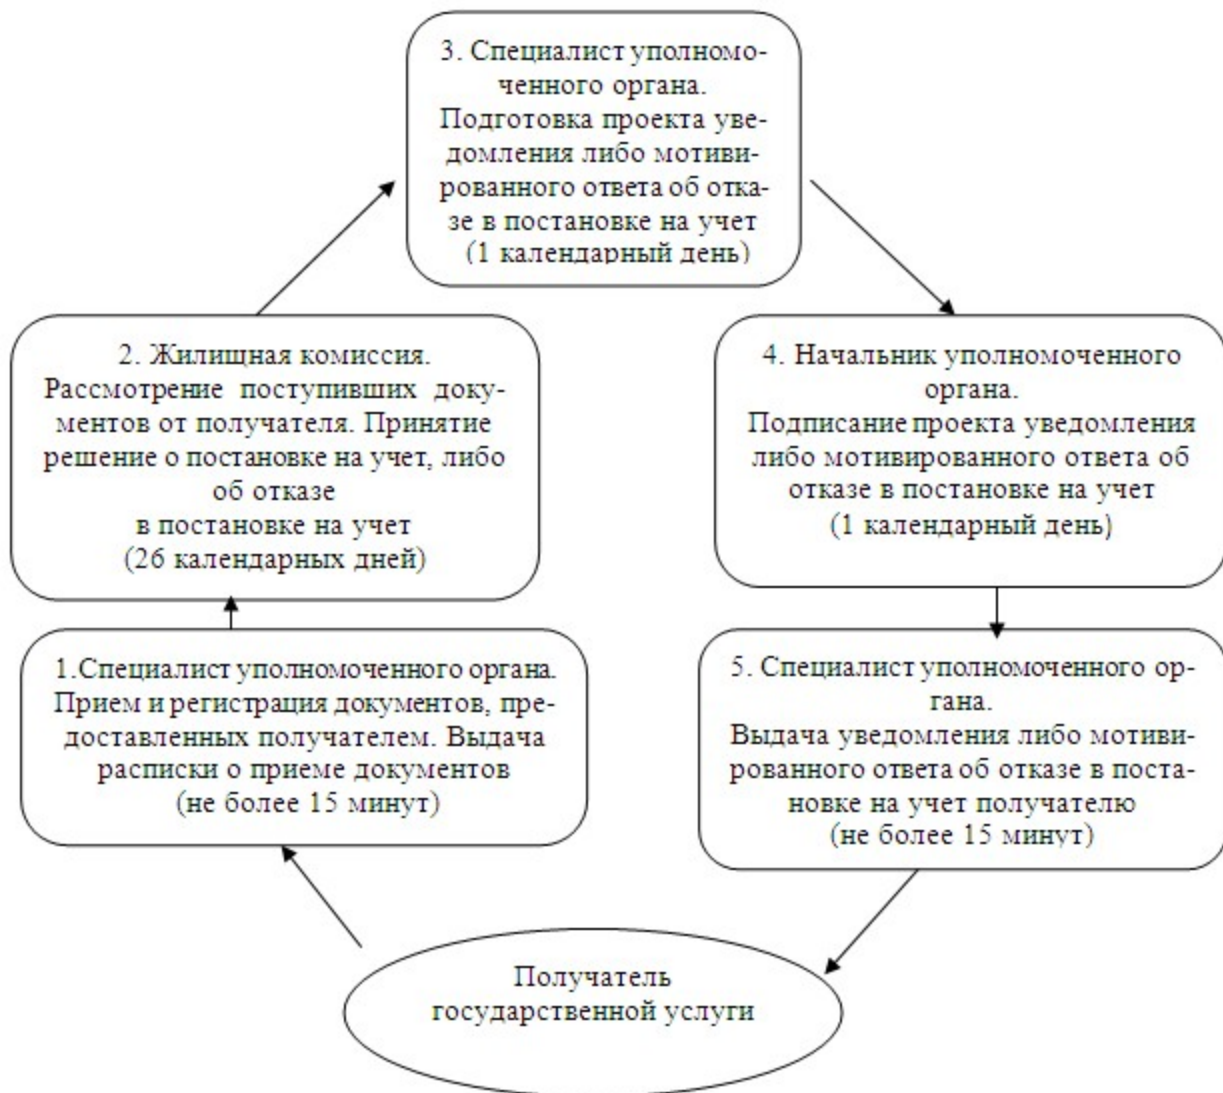 3. Специалист уполномо-
ченного органа.
Подготовка проекта уве-
домления либо мотиви-
рованного ответа об отка-
зе в постановке на учет
(1 календарный день)
2. Жилищная комиссия.
Рассмотрение поступивших доку-
ментов от получателя. Принятие
решение о постановке на учет, либо
об отказе
в постановке на учет
(26 календарных дней)
4. Начальник уполномоченного
органа.
Подписание проекта уведомления
либо мотивированного ответа об
отказе в постановке на учет
(1 календарный день)
1.Специалист уполномоченного органа.
Прием и регистрация документов, пре-
доставленных получателем. Выдача
расписки о приеме документов
(не более 15 минут)
5. Специалист уполномоченного ор-
гана.
Выдача уведомления либо мотиви-
рованного ответа об отказе в поста-
новке на учет получателю
(не более 15 минут)
Получатель
государственной услуги